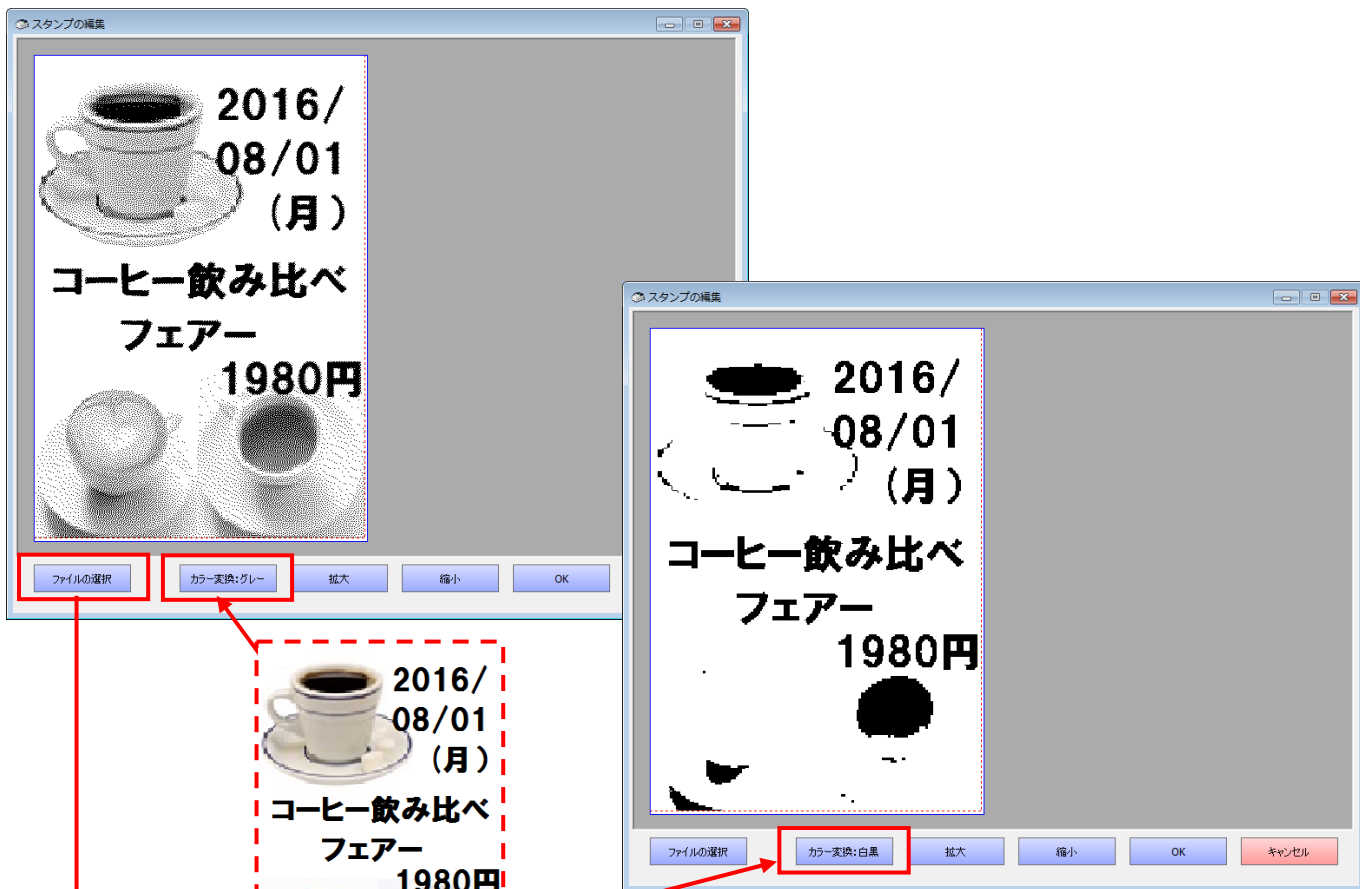 スタンプの編集
2016/
08/01
(月)
コーヒー飲み比べ
フェアー
1980円
ファイルの選択
カラー変換:グレー
拡大
縮小
OK
スタンプの編集
2016/
08/01
(月)
コーヒー飲み比べ
フェアー
1980円
ファイルの選択
カラー変換:白黒
拡大
縮小
OK
キャンセル
2016/
08/01
(月)
コーヒー飲み比べ
フェアー
1980円